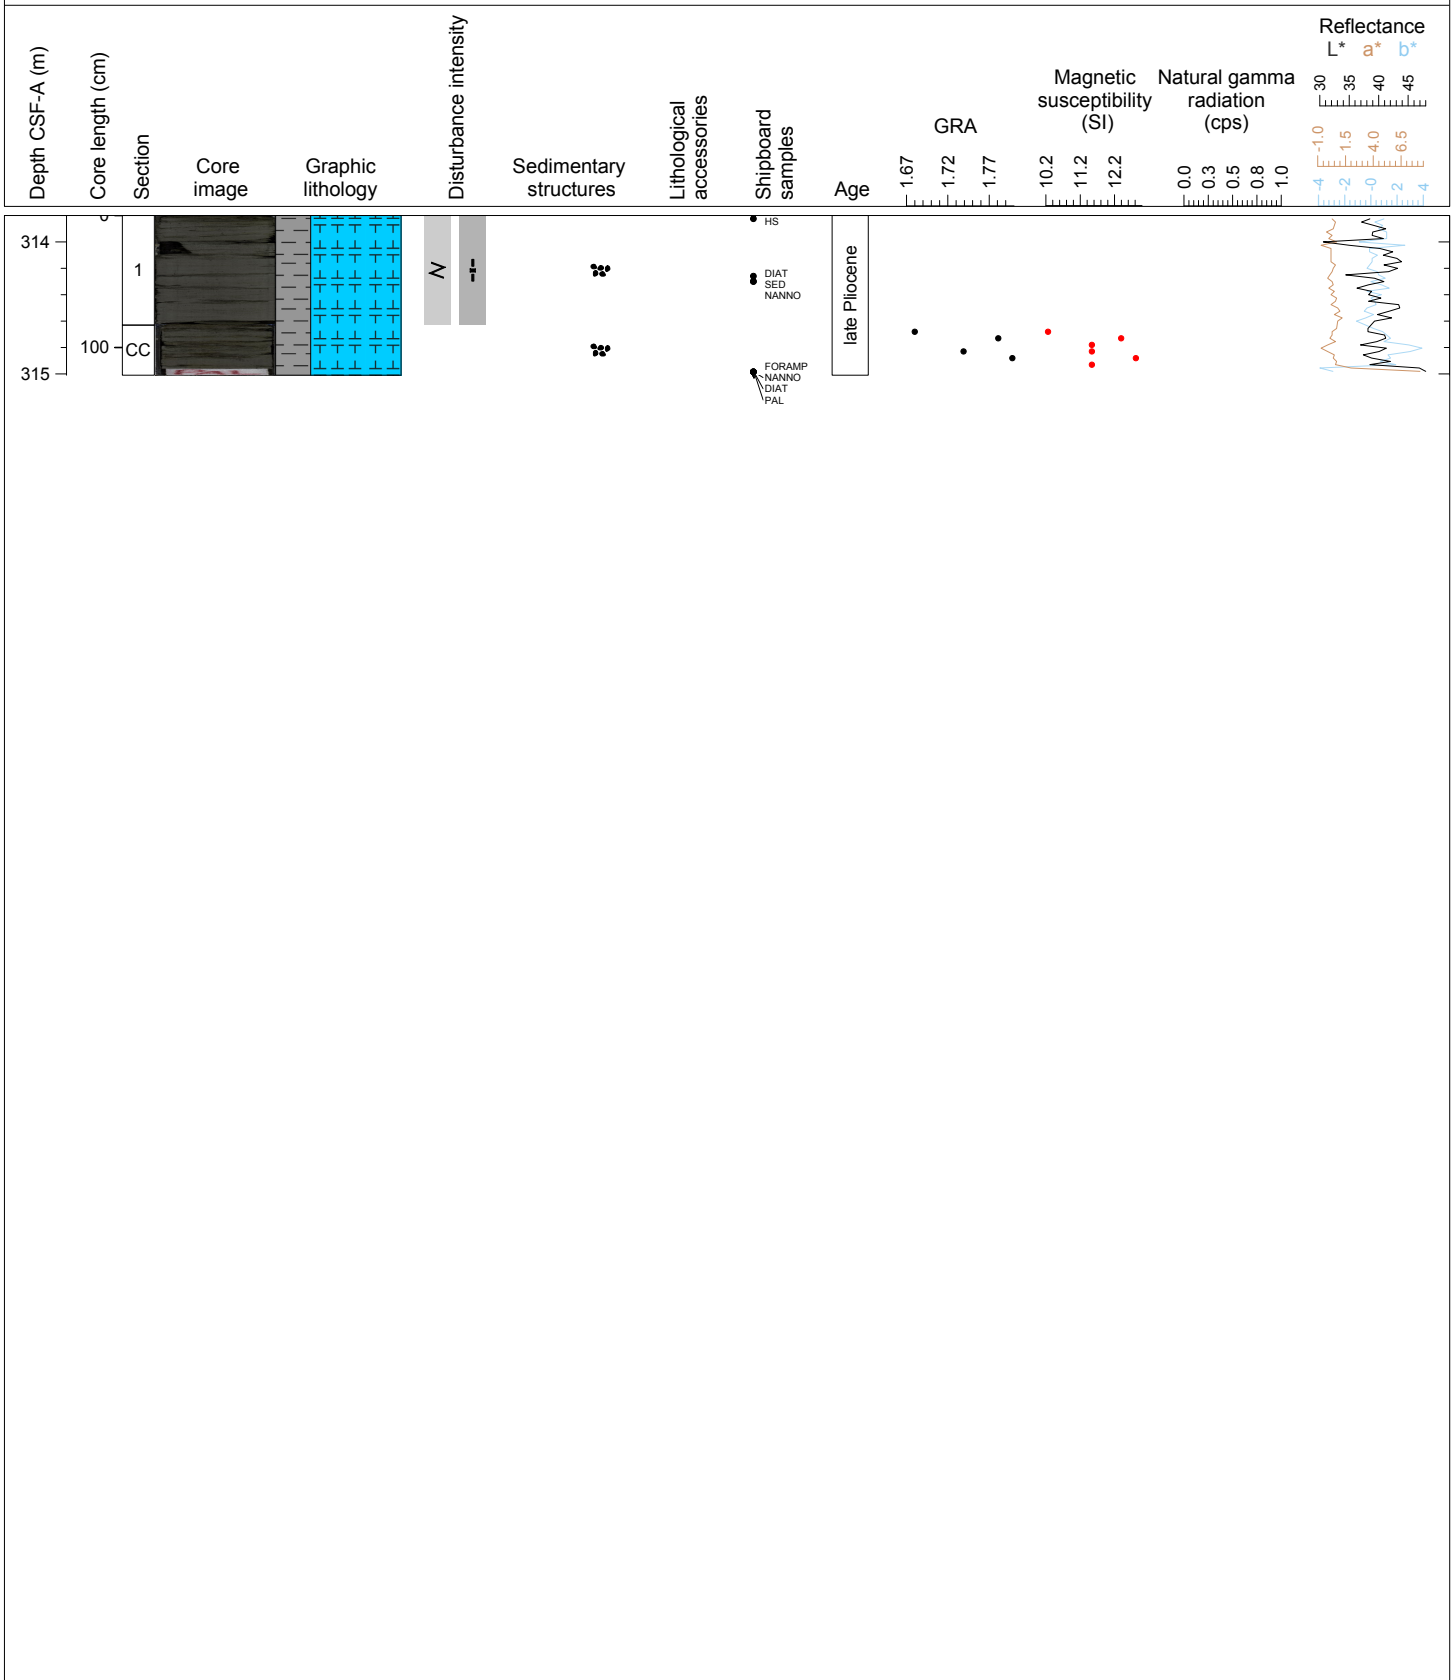 Depth CSF-A (m)
Core length (cm)
Section
Core
image
Graphic
lithology
Disturbance intensity
Sedimentary
structures
Lithological
accessories
Shipboard
samples
Age
GRA
1.67
1.72
1.77
Magnetic
susceptibility
(SI)
10.2
11.2
12.2
Natural gamma
radiation
(cps)
0.0
0.3
0.5
0.8
1.0
Reflectance
L* a* b*
30
35
40
45
-1.0
1.5
4.0
6.5
-4
-2
-0
2
4
314
315
0
100
1
CC
HS
DIAT
SED
NANNO
FORAMP
NANNO
DIAT
PAL
late Pliocene